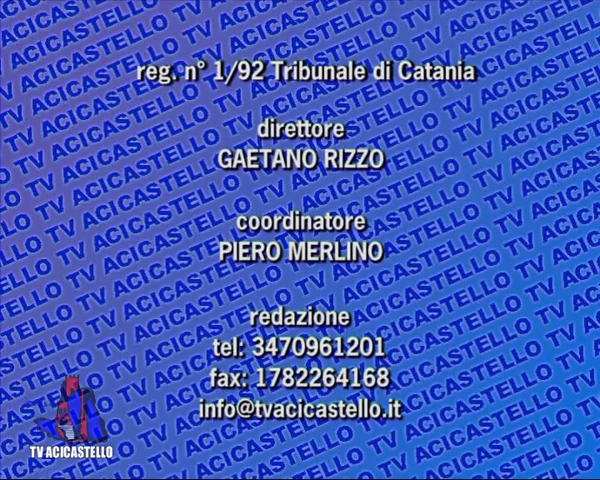 reg. n° 1/92 Tribunale di Catania
direttore
GAETANO RIZZO
coordinatore
PIERO MERLINO
redazione
tel: 3470961201
fax: 1782264168
info@tvacicastello.it
TV ACICASTELLO